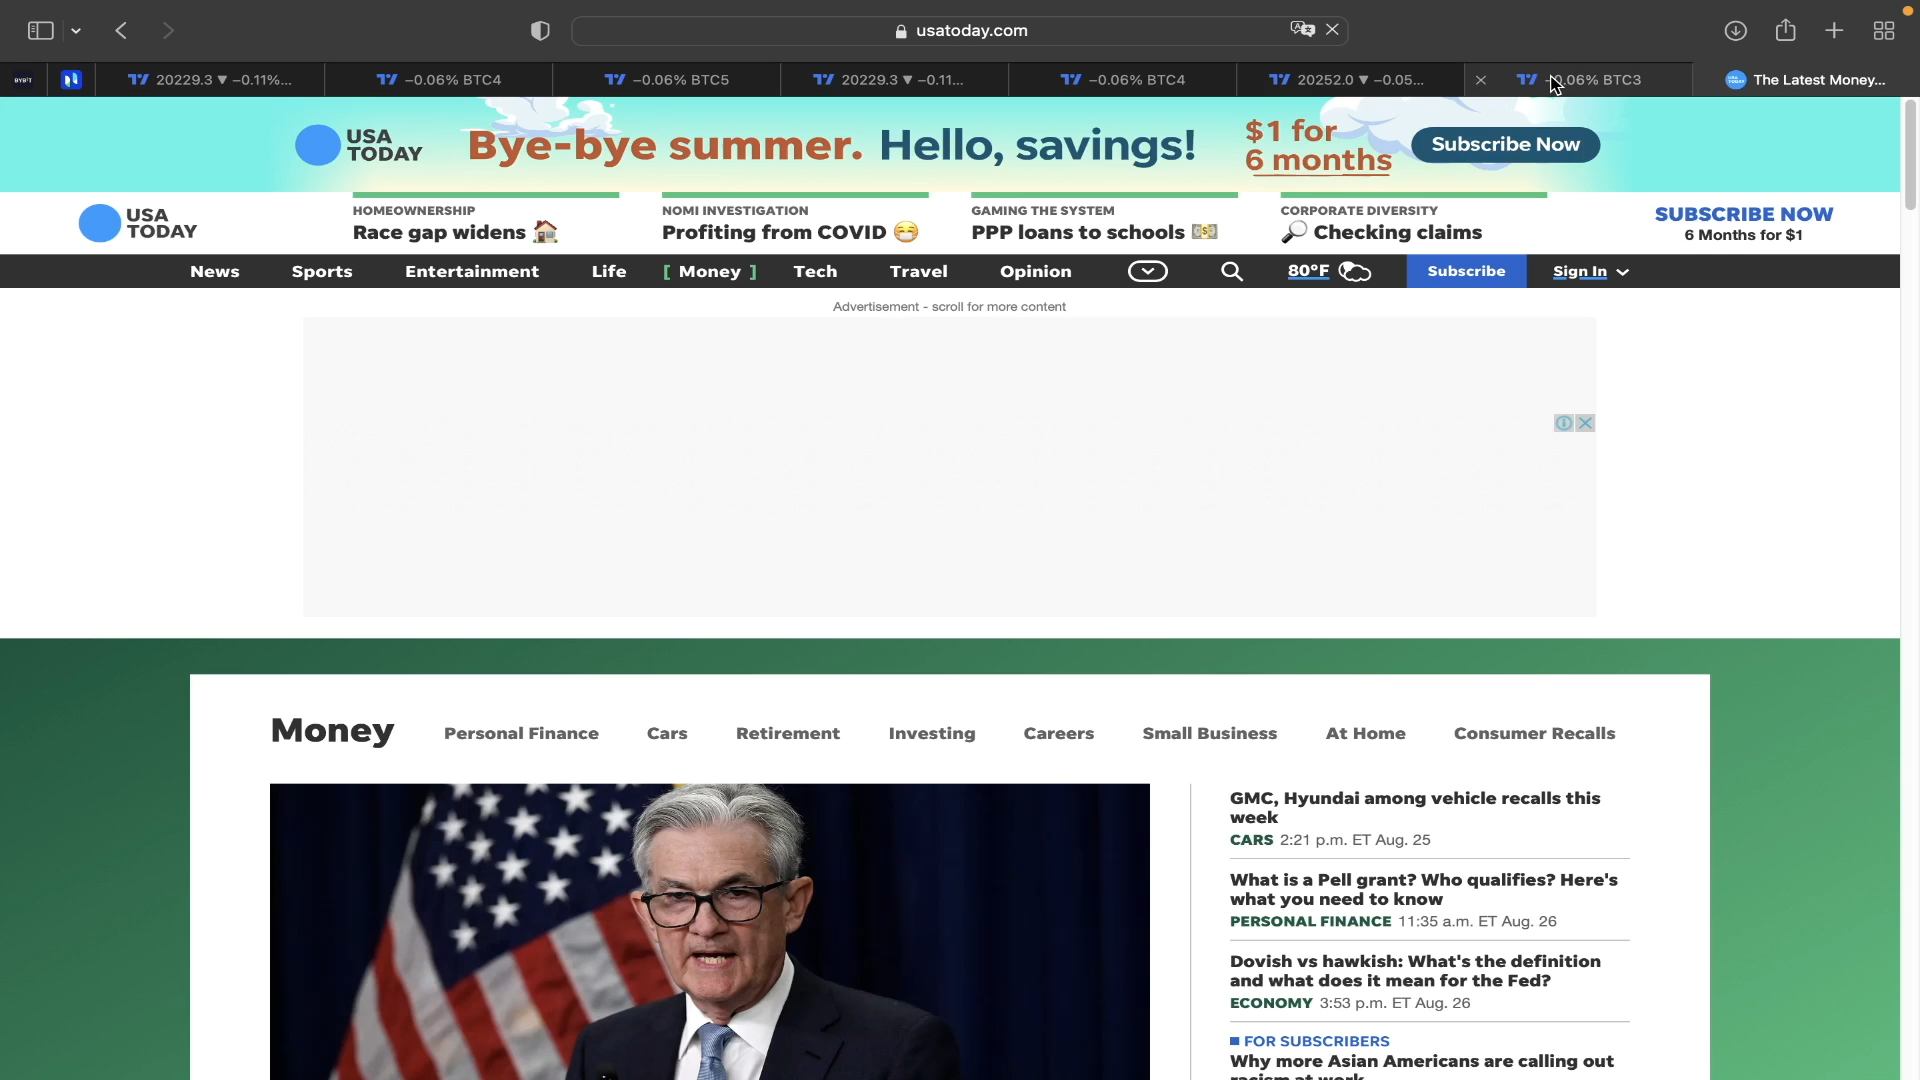 usatoday.com
BYBIT
20229.3 ▼ −0.11%...
−0.06% BTC4
−0.06% BTC5
20229.3 ▼ −0.11...
−0.06% BTC4
20252.0 ▼ −0.05...
−0.06% BTC3
The Latest Money...
USA TODAY
Bye-bye summer. Hello, savings!
$1 for
6 months
Subscribe Now
USA
TODAY
HOMEOWNERSHIP
Race gap widens 🏠
NOMI INVESTIGATION
Profiting from COVID 😷
GAMING THE SYSTEM
PPP loans to schools 💵
CORPORATE DIVERSITY
🔎 Checking claims
SUBSCRIBE NOW
6 Months for $1
News Sports Entertainment Life [ Money ] Tech Travel Opinion 80°F Subscribe Sign In
Advertisement - scroll for more content
Money Personal Finance Cars Retirement Investing Careers Small Business At Home Consumer Recalls
GMC, Hyundai among vehicle recalls this
week
CARS 2:21 p.m. ET Aug. 25
What is a Pell grant? Who qualifies? Here's
what you need to know
PERSONAL FINANCE 11:35 a.m. ET Aug. 26
Dovish vs hawkish: What's the definition
and what does it mean for the Fed?
ECONOMY 3:53 p.m. ET Aug. 26
FOR SUBSCRIBERS
Why more Asian Americans are calling out
racism at work